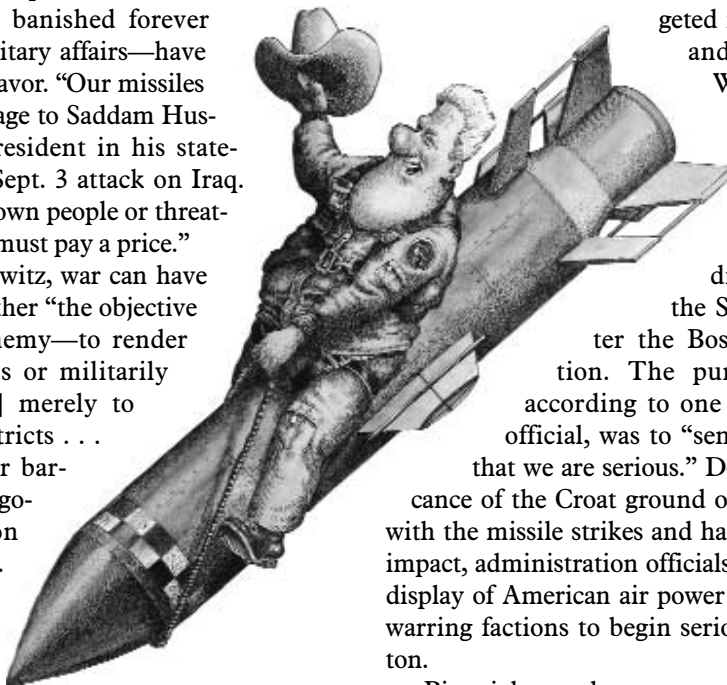 banished forever
itary affairs—have
avor. “Our missiles
age to Saddam Hus-
resident in his state-
Sept. 3 attack on Iraq.
own people or threat-
must pay a price.”
witz, war can have
ther “the objective
nemy—to render
s or militarily
] merely to
tricts . . .
r bar-
go-
on
.
geted
and
W
di
the S
ter the Bos
tion. The pur
according to one
official, was to “sen
that we are serious.” D
cance of the Croat ground o
with the missile strikes and ha
impact, administration officials
display of American air power
warring factions to begin serio
ton.